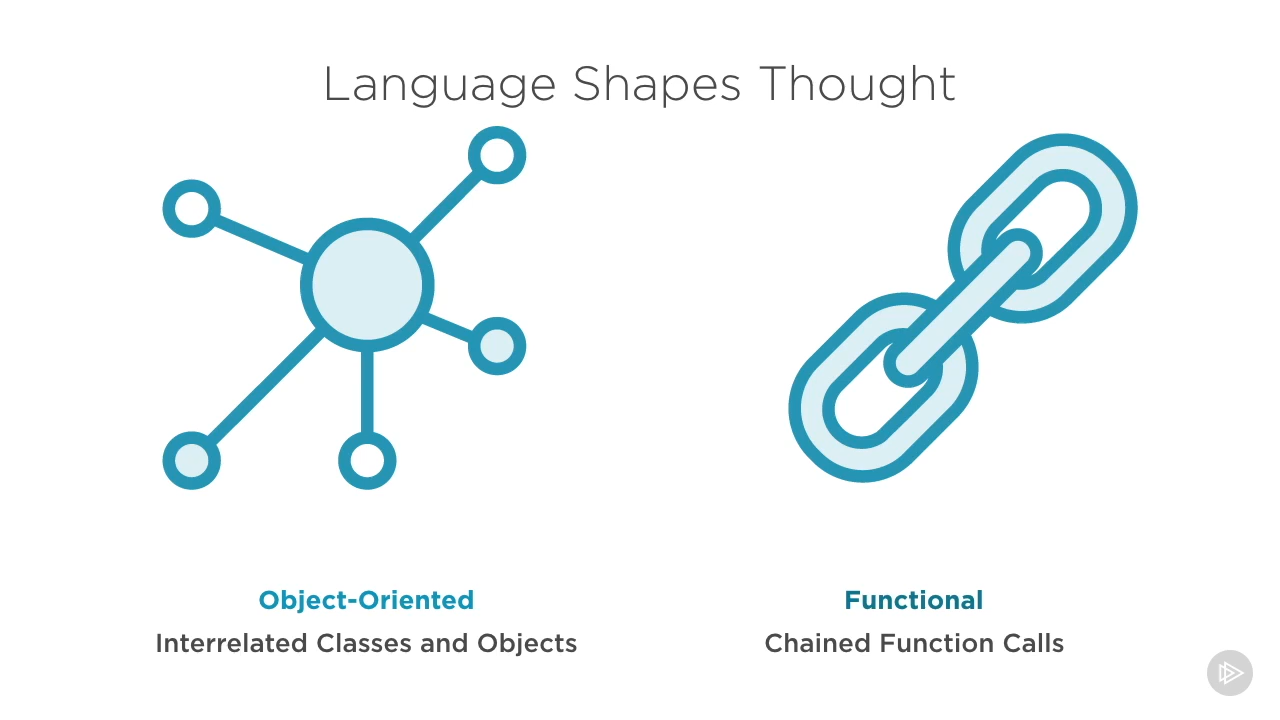 Language Shapes Thought
Object-Oriented
Interrelated Classes and Objects
Functional
Chained Function Calls